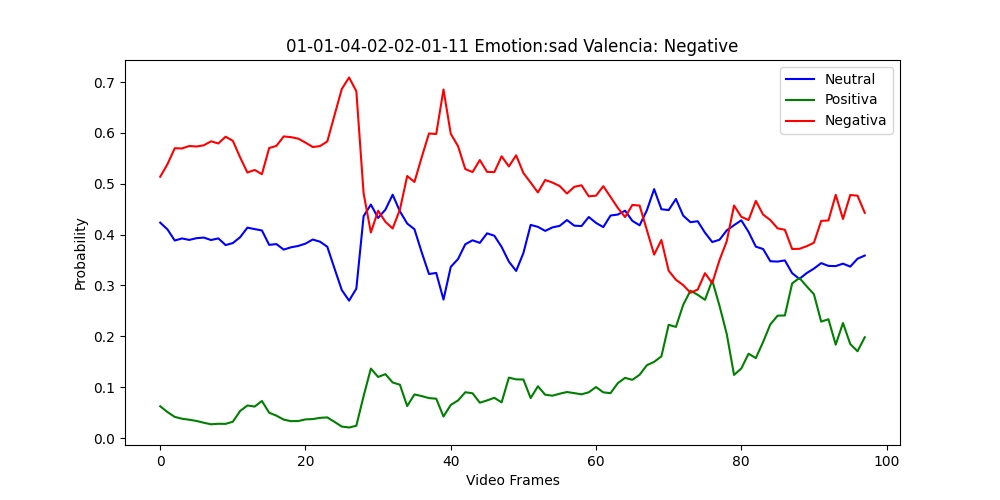 01-01-04-02-02-01-11 Emotion:sad Valencia: Negative
Neutral
Positiva
Negativa
Probability
0.7
0.6
0.5
0.4
0.3
0.2
0.1
0.0
0 20 40 60 80 100
Video Frames